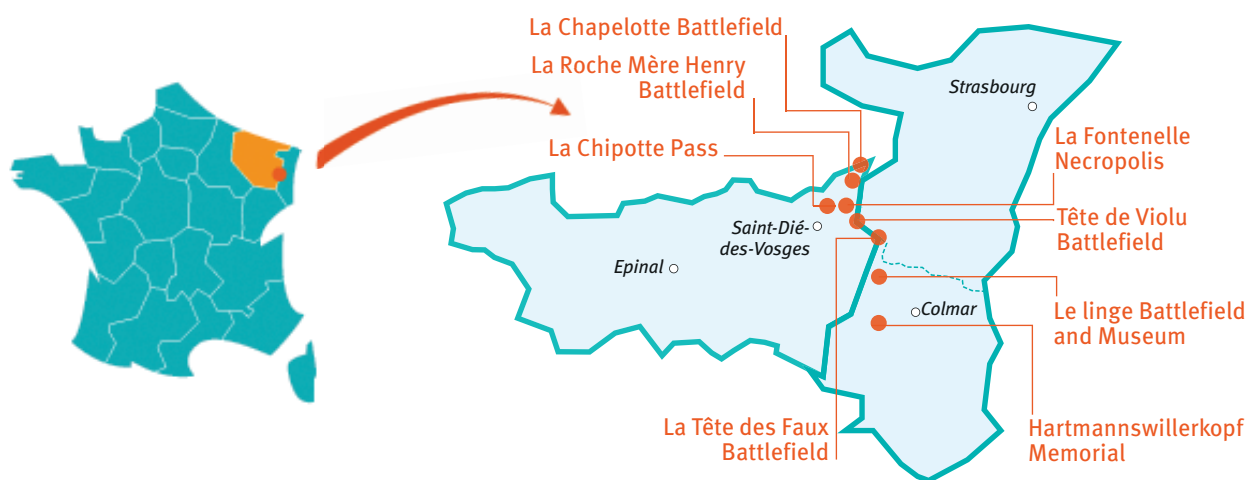 La Chapelotte Battlefield
La Roche Mère Henry
Battlefield
La Chipotte Pass
Strasbourg
La Fontenelle
Necropolis
Saint-Dié-
des-Vosges
Tête de Violu
Battlefield
Epinal
Colmar
Le linge Battlefield
and Museum
La Tête des Faux
Battlefield
Hartmannswillerkopf
Memorial